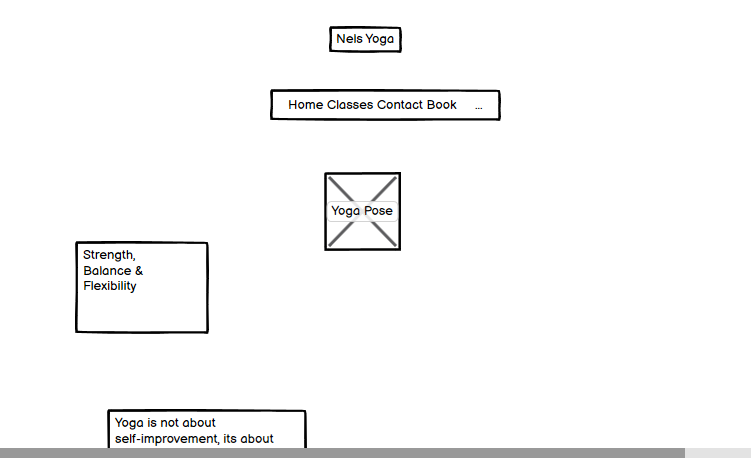 Nels Yoga
Home Classes Contact Book ...
Yoga Pose
Strength,
Balance &
Flexibility
Yoga is not about
self-improvement, its about